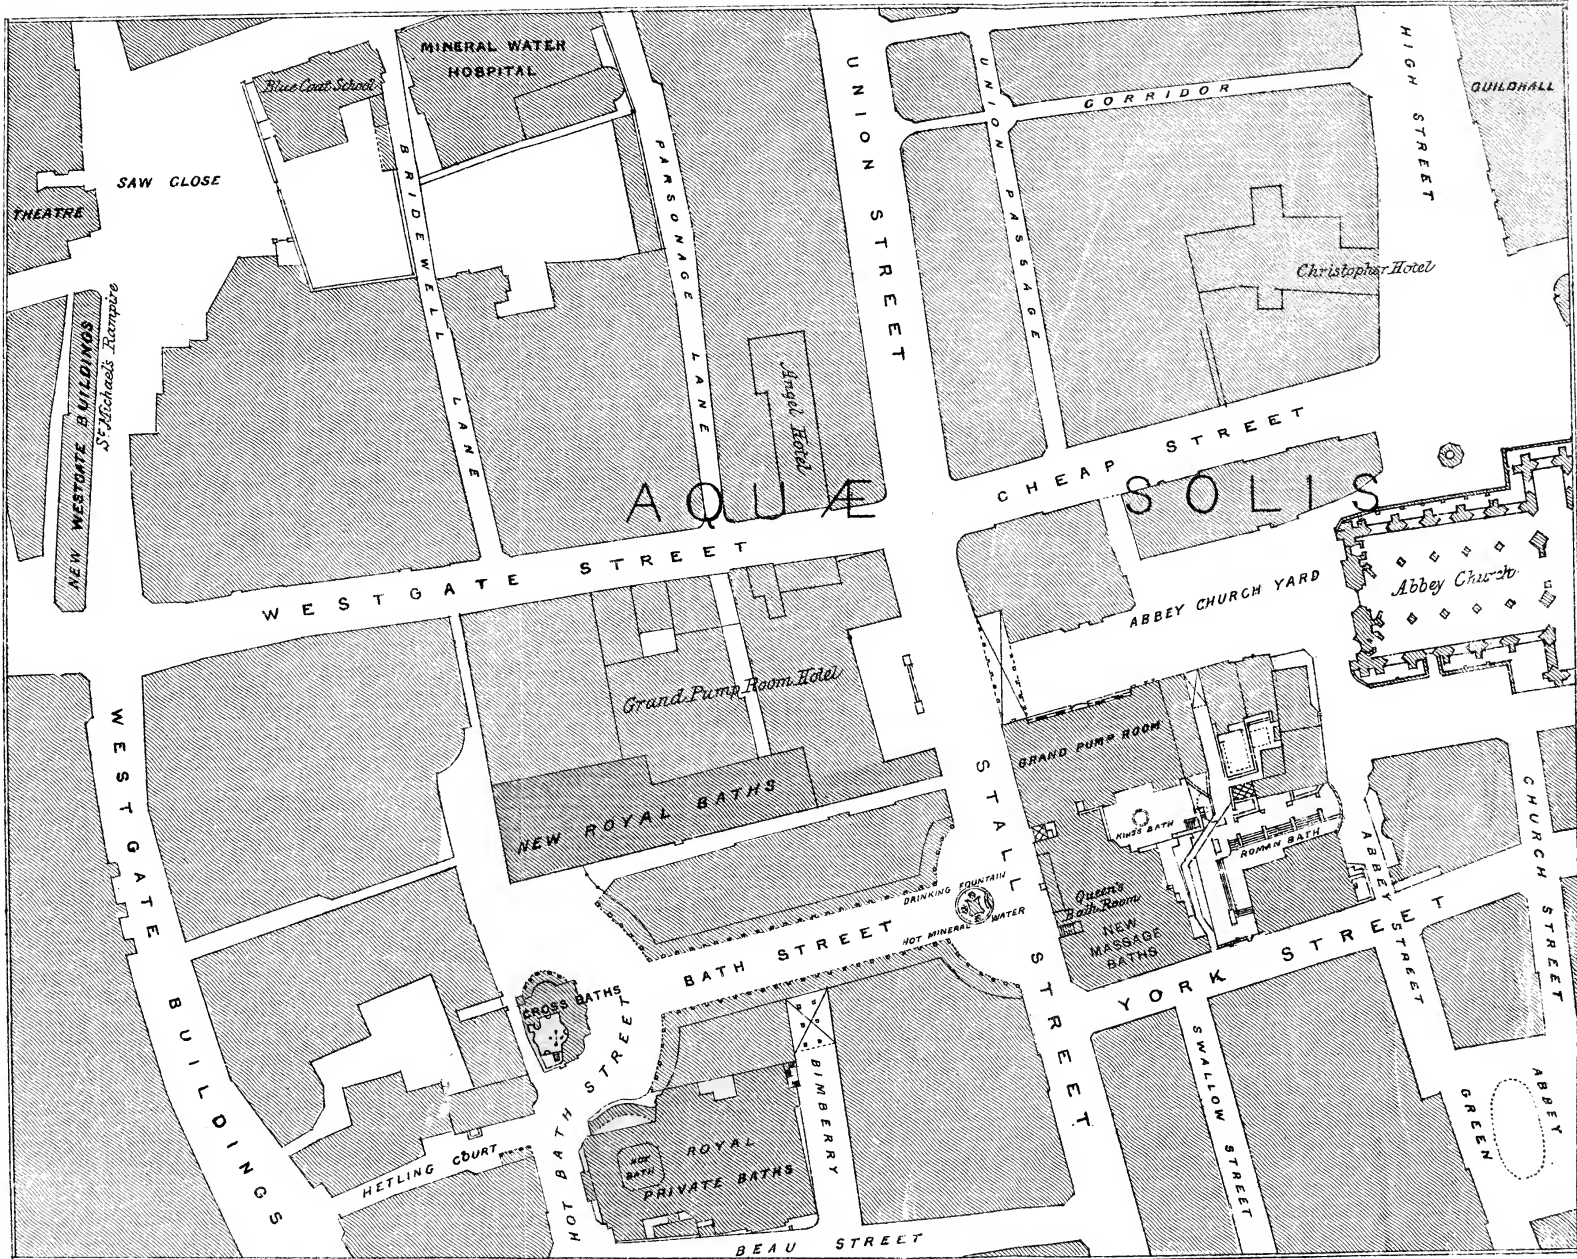 MINERAL WATER
HOSPITAL
Blue Coat School
SAW CLOSE
THEATRE
BRIDEWELL LANE
PARSONAGE LANE
UNION STREET
UNION PASSAGE
CORRIDOR
HIGH STREET
GUILDHALL
Christopher Hotel
St Michael's Rampire
NEW WESTGATE BUILDINGS
Angel Hotel
CHEAP STREET
AQUÆ SOLIS
WESTGATE STREET
ABBEY CHURCH YARD
Abbey Church
Grand Pump Room Hotel
GRAND PUMP ROOM
NEW ROYAL BATHS
WESTGATE BUILDINGS
STALL STREET
KINGS BATH
ROMAN BATH
ABBEY STREET
CHURCH STREET
DRINKING FOUNTAIN
HOT MINERAL WATER
Queen's
Bath Room
NEW
MASSAGE
BATHS
BATH STREET
YORK STREET
CROSS BATHS
HOT BATH STREET
BIMBERRY
SWALLOW STREET
ABBEY
GREEN
HETLING COURT
HOT
BATH
ROYAL
PRIVATE BATHS
BEAU STREET